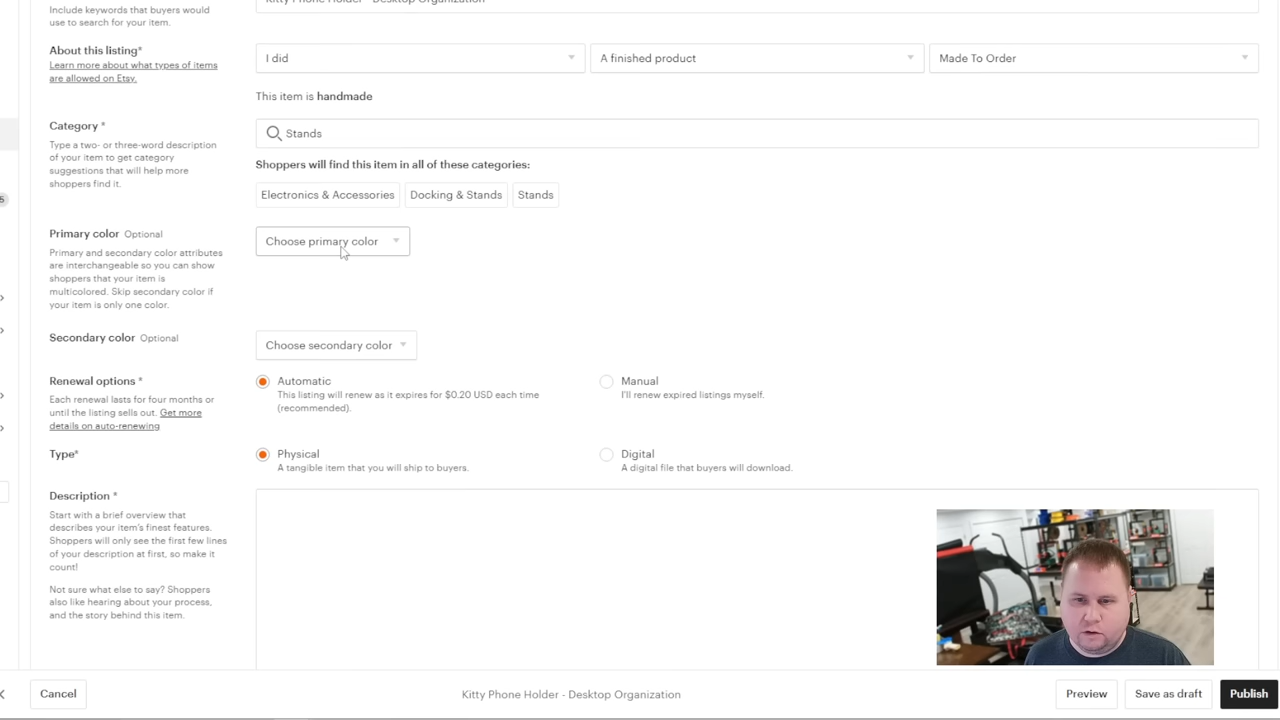 Include keywords that buyers would
use to search for your item.
Kitty Phone Holder - Desktop Organization
About this listing*
Learn more about what types of items
are allowed on Etsy.
I did
A finished product
Made To Order
This item is handmade
Category *
Type a two- or three-word description
of your item to get category
suggestions that will help more
shoppers find it.
Stands
Shoppers will find this item in all of these categories:
Electronics & Accessories
Docking & Stands
Stands
Primary color Optional
Primary and secondary color attributes
are interchangeable so you can show
shoppers that your item is
multicolored. Skip secondary color if
your item is only one color.
Choose primary color
Secondary color Optional
Choose secondary color
Renewal options *
Each renewal lasts for four months or
until the listing sells out. Get more
details on auto-renewing
Automatic
This listing will renew as it expires for $0.20 USD each time
(recommended).
Manual
I'll renew expired listings myself.
Type*
Physical
A tangible item that you will ship to buyers.
Digital
A digital file that buyers will download.
Description *
Start with a brief overview that
describes your item's finest features.
Shoppers will only see the first few lines
of your description at first, so make it
count!
Not sure what else to say? Shoppers
also like hearing about your process,
and the story behind this item.
5
Cancel
Kitty Phone Holder - Desktop Organization
Preview
Save as draft
Publish